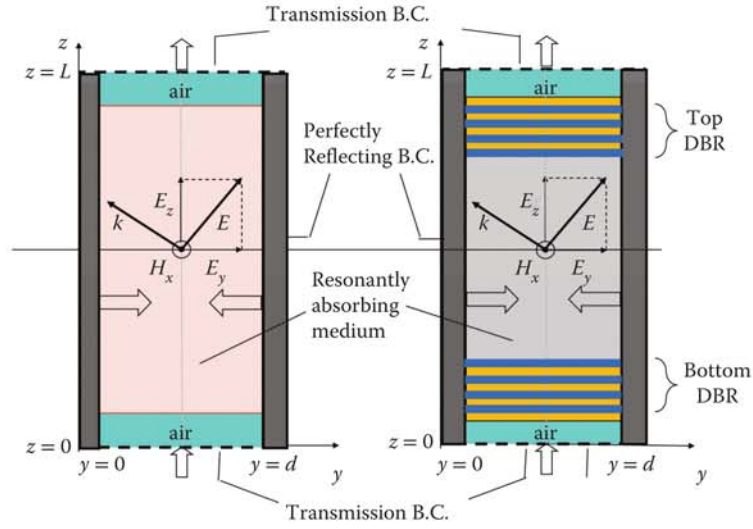 Transmission B.C.
z
z = L
air
Perfectly
Reflecting B.C.
E_z
E
k
H_x
E_y
Resonantly
absorbing
medium
z = 0
air
y = 0
y = d
y
Transmission B.C.
z
z = L
air
Top
DBR
E_z
E
k
H_x
E_y
Bottom
DBR
z = 0
air
y = 0
y = d
y